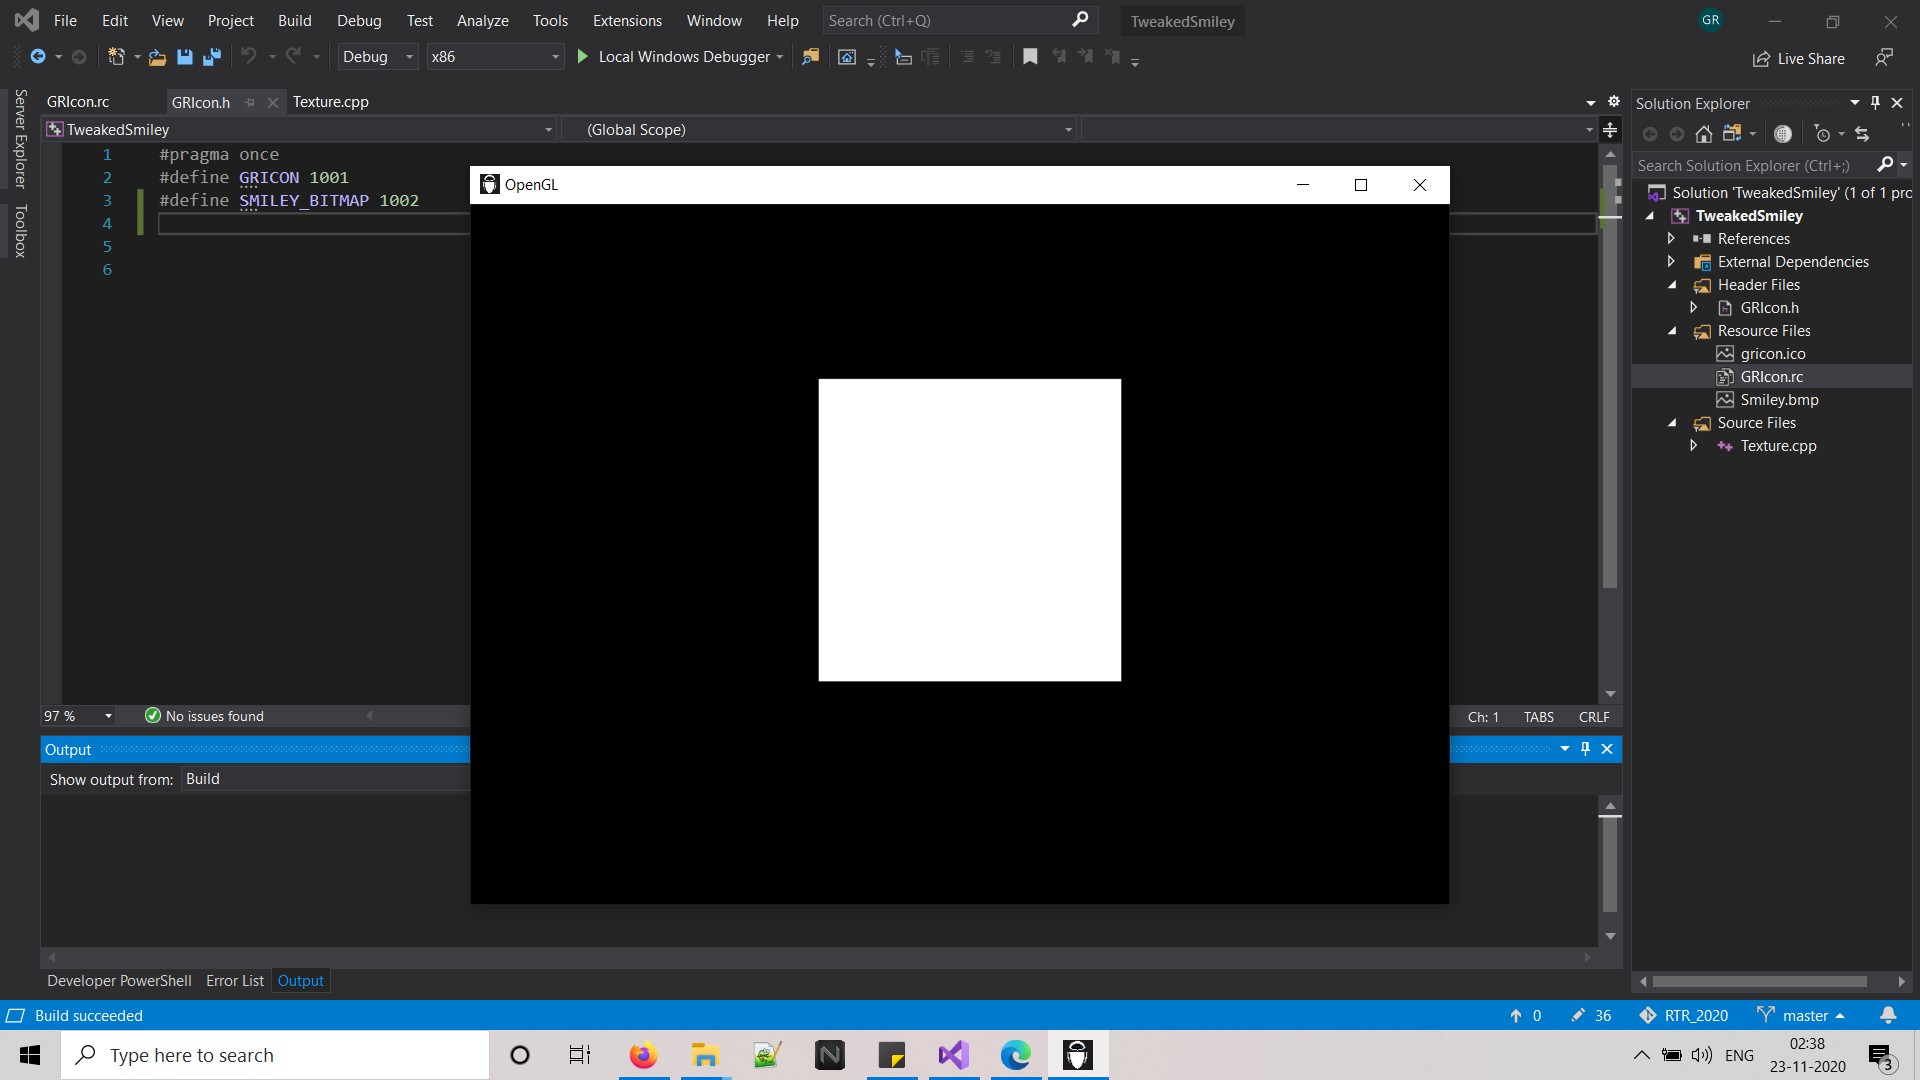 File Edit View Project Build Debug Test Analyze Tools Extensions Window Help Search (Ctrl+Q) TweakedSmiley GR
Debug x86 Local Windows Debugger Live Share
Server Explorer
Toolbox
GRIcon.rc GRIcon.h Texture.cpp
TweakedSmiley (Global Scope)
1 #pragma once
2 #define GRICON 1001
3 #define SMILEY_BITMAP 1002
4
5
6
OpenGL
97 % No issues found Ch: 1 TABS CRLF
Output
Show output from: Build
Developer PowerShell Error List Output
Solution Explorer
Search Solution Explorer (Ctrl+;)
Solution 'TweakedSmiley' (1 of 1 pro
TweakedSmiley
References
External Dependencies
Header Files
GRIcon.h
Resource Files
gricon.ico
GRIcon.rc
Smiley.bmp
Source Files
Texture.cpp
Build succeeded 0 36 RTR_2020 master
Type here to search N ENG 02:38
23-11-2020 3